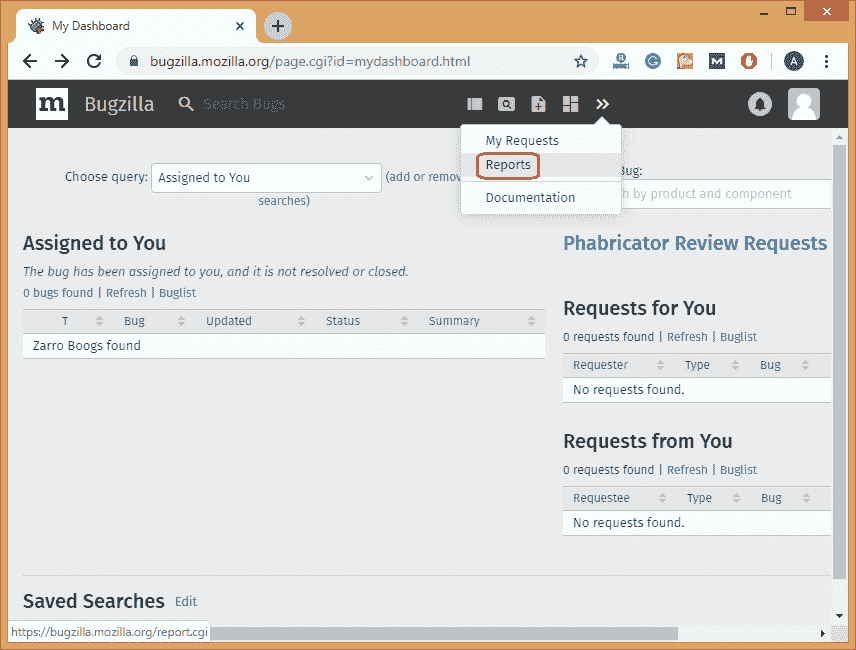 My Dashboard
bugzilla.mozilla.org/page.cgi?id=mydashboard.html
A
m Bugzilla Search Bugs
My Requests
Reports
Documentation
Choose query: Assigned to You (add or remov
searches)
Bug:
h by product and component
Assigned to You
The bug has been assigned to you, and it is not resolved or closed.
0 bugs found | Refresh | Buglist
T Bug Updated Status Summary
Zarro Boogs found
Phabricator Review Requests
Requests for You
0 requests found | Refresh | Buglist
Requester Type Bug
No requests found.
Requests from You
0 requests found | Refresh | Buglist
Requestee Type Bug
No requests found.
Saved Searches Edit
https://bugzilla.mozilla.org/report.cgi